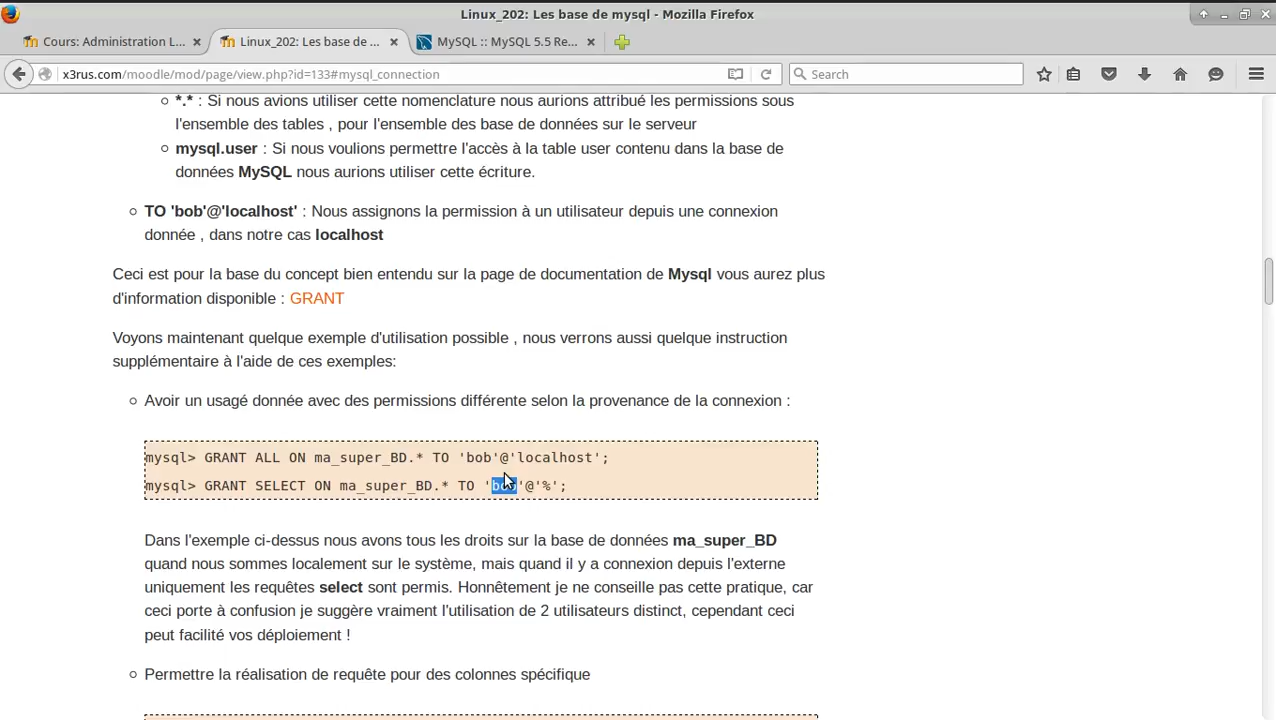 Linux_202: Les base de mysql - Mozilla Firefox
Cours: Administration L... Linux_202: Les base de ... MySQL :: MySQL 5.5 Re...
x3rus.com/moodle/mod/page/view.php?id=133#mysql_connection Search
*.* : Si nous avions utiliser cette nomenclature nous aurions attribué les permissions sous
l'ensemble des tables , pour l'ensemble des base de données sur le serveur
mysql.user : Si nous voulions permettre l'accès à la table user contenu dans la base de
données MySQL nous aurions utiliser cette écriture.
TO 'bob'@'localhost' : Nous assignons la permission à un utilisateur depuis une connexion
donnée , dans notre cas localhost
Ceci est pour la base du concept bien entendu sur la page de documentation de Mysql vous aurez plus
d'information disponible : GRANT
Voyons maintenant quelque exemple d'utilisation possible , nous verrons aussi quelque instruction
supplémentaire à l'aide de ces exemples:
Avoir un usagé donnée avec des permissions différente selon la provenance de la connexion :
mysql> GRANT ALL ON ma_super_BD.* TO 'bob'@'localhost';
mysql> GRANT SELECT ON ma_super_BD.* TO 'bob'@'%';
Dans l'exemple ci-dessus nous avons tous les droits sur la base de données ma_super_BD
quand nous sommes localement sur le système, mais quand il y a connexion depuis l'externe
uniquement les requêtes select sont permis. Honnêtement je ne conseille pas cette pratique, car
ceci porte à confusion je suggère vraiment l'utilisation de 2 utilisateurs distinct, cependant ceci
peut facilité vos déploiement !
Permettre la réalisation de requête pour des colonnes spécifique